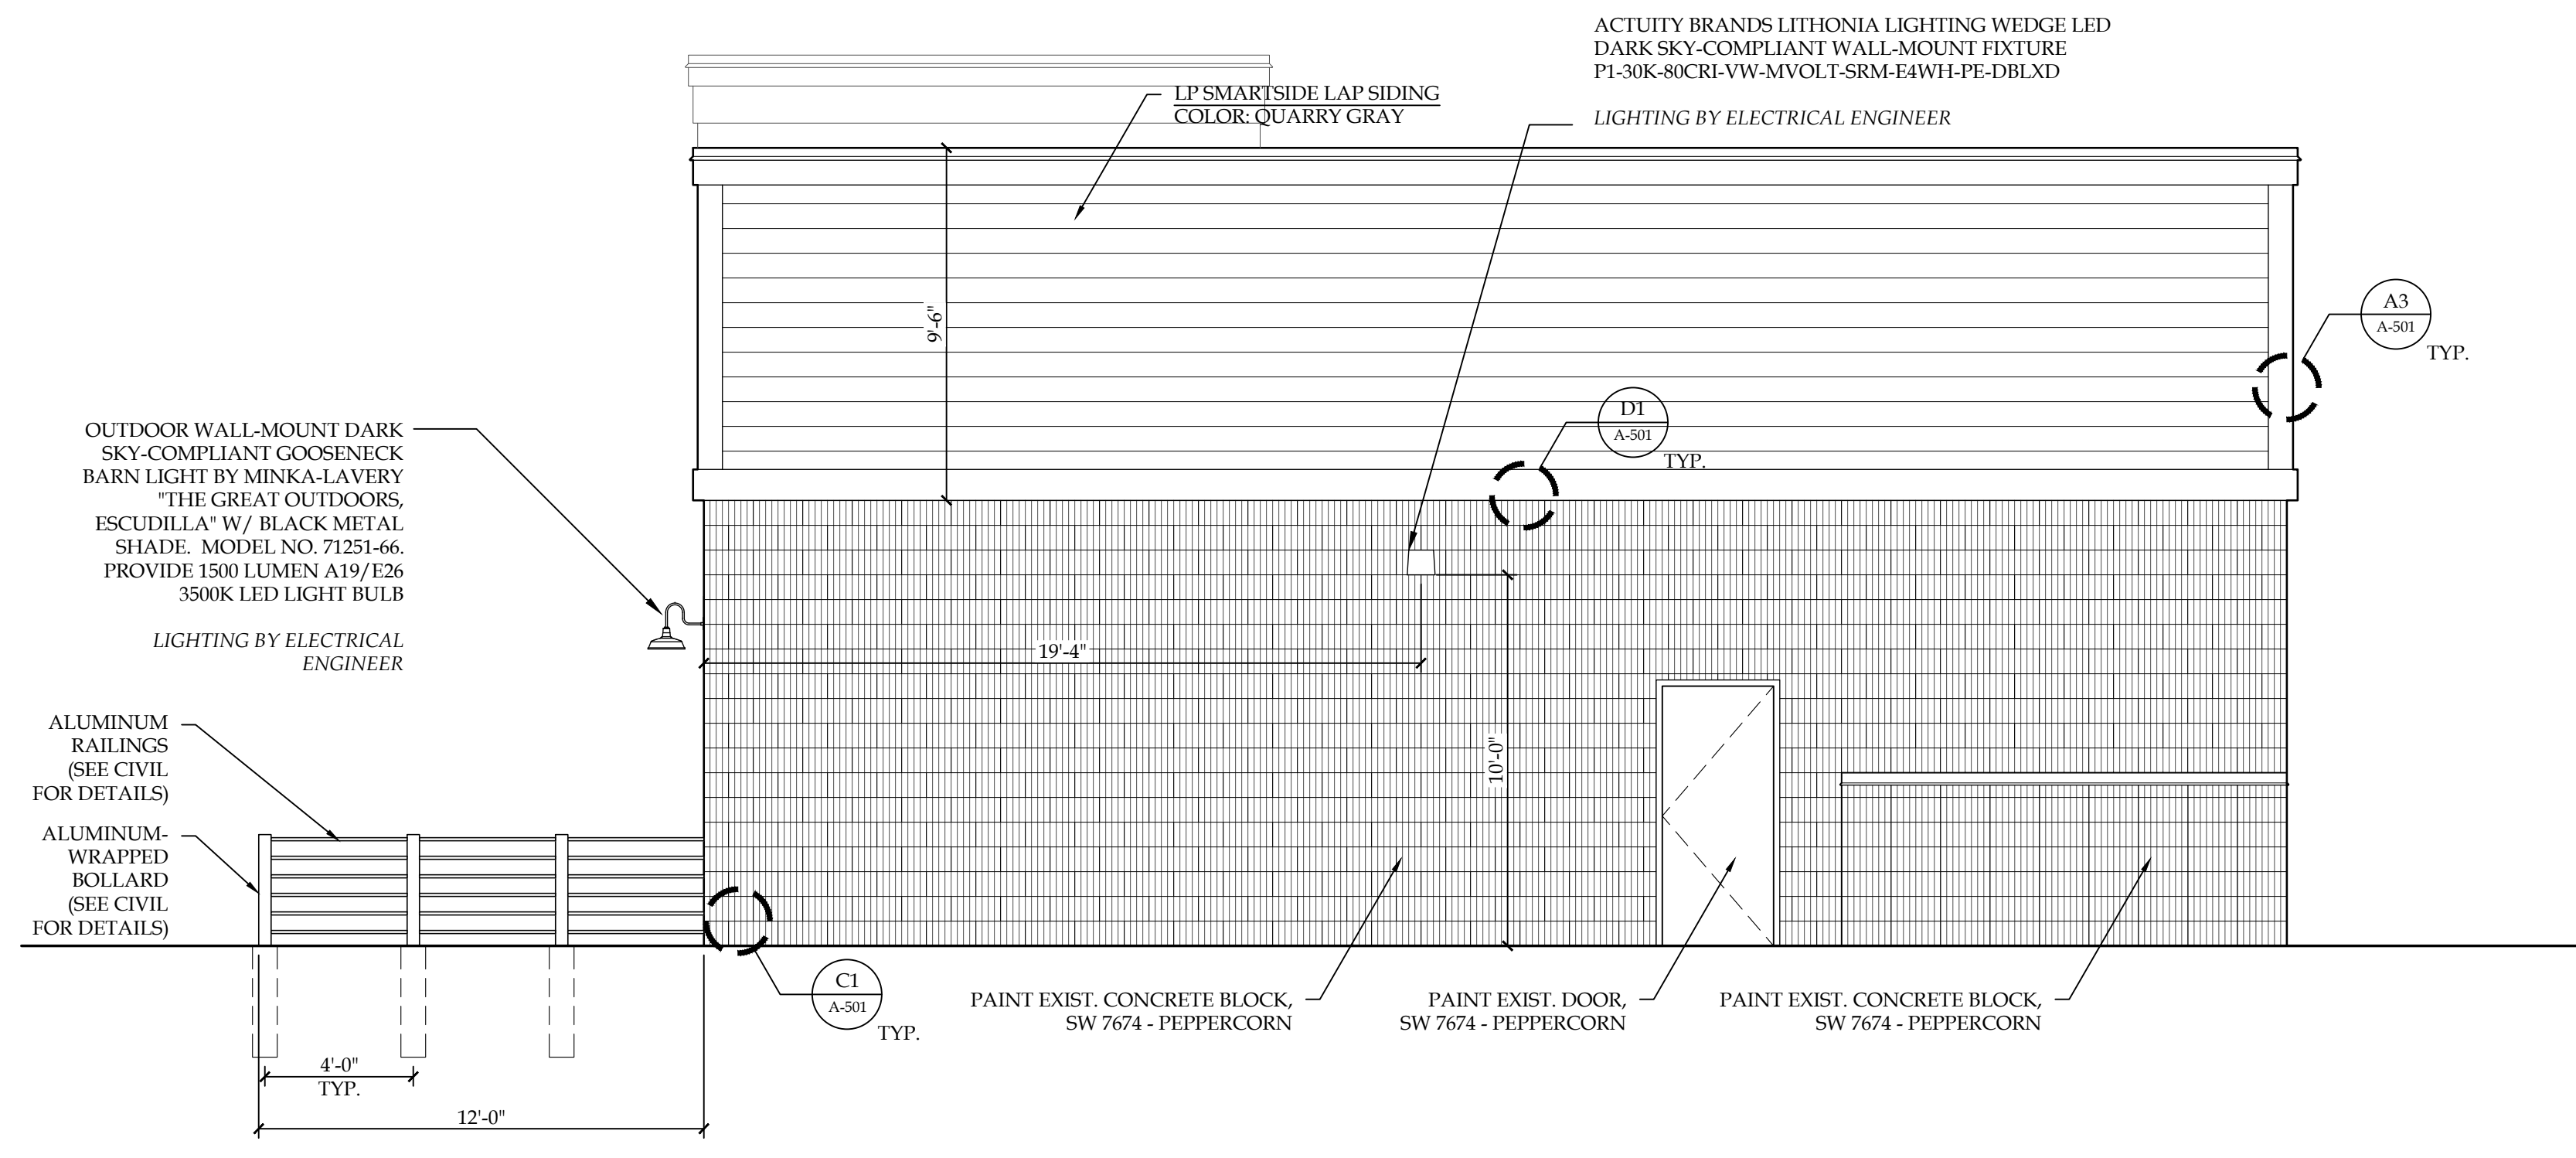 ACTUITY BRANDS LITHONIA LIGHTING WEDGE LED
DARK SKY-COMPLIANT WALL-MOUNT FIXTURE
P1-30K-80CRI-VW-MVOLT-SRM-E4WH-PE-DBLXD
LIGHTING BY ELECTRICAL ENGINEER
LP SMARTSIDE LAP SIDING
COLOR: QUARRY GRAY
9'-6"
A3
A-501
TYP.
D1
A-501
TYP.
OUTDOOR WALL-MOUNT DARK
SKY-COMPLIANT GOOSENECK
BARN LIGHT BY MINKA-LAVERY
"THE GREAT OUTDOORS,
ESCUDILLA" W/ BLACK METAL
SHADE.  MODEL NO. 71251-66.
PROVIDE 1500 LUMEN A19/E26
3500K LED LIGHT BULB
LIGHTING BY ELECTRICAL
ENGINEER
19'-4"
10'-0"
ALUMINUM
RAILINGS
(SEE CIVIL
FOR DETAILS)
ALUMINUM-
WRAPPED
BOLLARD
(SEE CIVIL
FOR DETAILS)
C1
A-501
TYP.
PAINT EXIST. CONCRETE BLOCK,
SW 7674 - PEPPERCORN
PAINT EXIST. DOOR,
SW 7674 - PEPPERCORN
PAINT EXIST. CONCRETE BLOCK,
SW 7674 - PEPPERCORN
4'-0"
TYP.
12'-0"